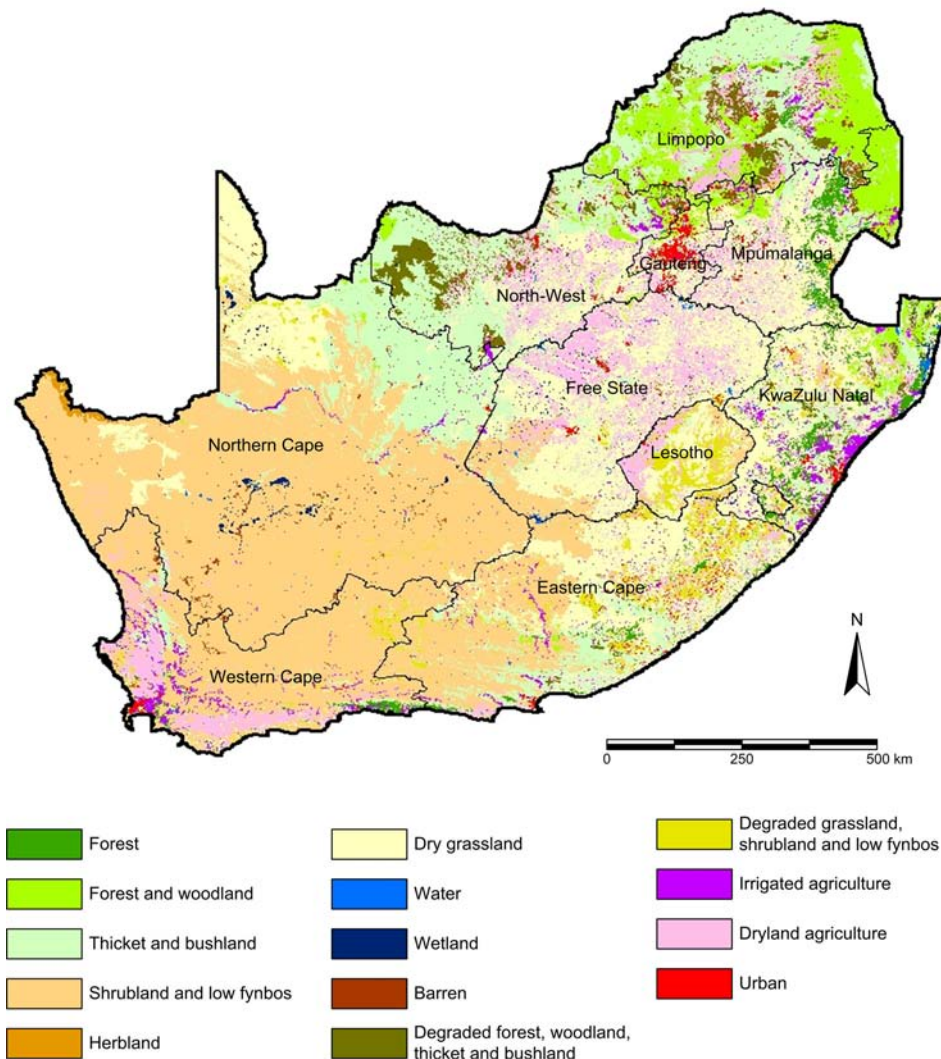 Limpopo
Mpumalanga
Gauteng
North-West
Free State
KwaZulu Natal
Northern Cape
Lesotho
Eastern Cape
Western Cape
N
0 250 500 km
Forest
Forest and woodland
Thicket and bushland
Shrubland and low fynbos
Herbland
Dry grassland
Water
Wetland
Barren
Degraded forest, woodland,
thicket and bushland
Degraded grassland,
shrubland and low fynbos
Irrigated agriculture
Dryland agriculture
Urban